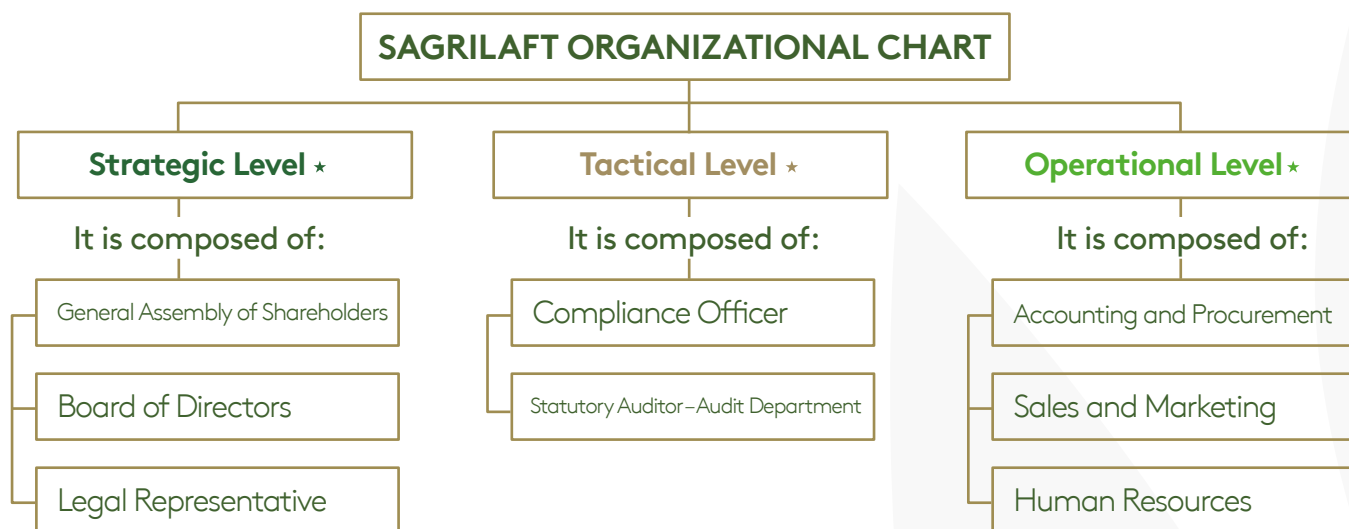 SAGRILAFT ORGANIZATIONAL CHART
Strategic Level ★
It is composed of:
General Assembly of Shareholders
Board of Directors
Legal Representative
Tactical Level ★
It is composed of:
Compliance Officer
Statutory Auditor–Audit Department
Operational Level ★
It is composed of:
Accounting and Procurement
Sales and Marketing
Human Resources